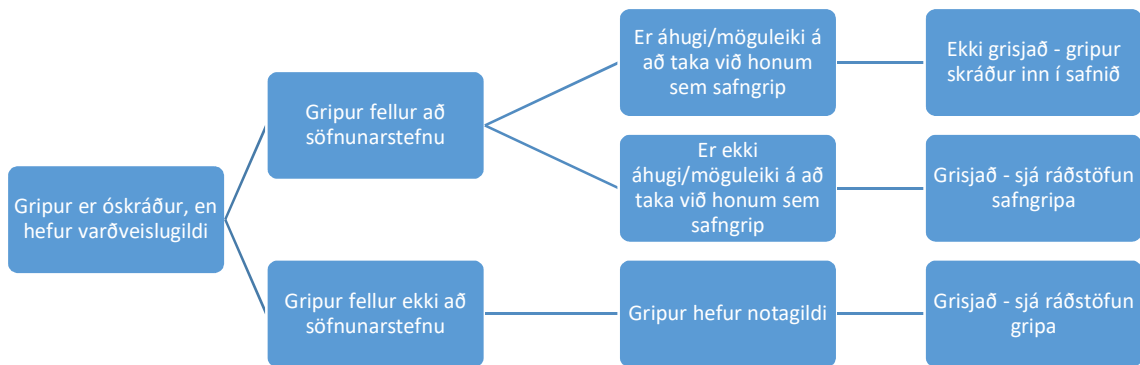 Gripur er óskráður, en
hefur varðveislugildi
Gripur fellur að
söfnunarstefnu
Er áhugi/möguleiki á
að taka við honum
sem safngrip
Ekki grisjað - gripur
skráður inn í safnið
Er ekki
áhugi/möguleiki á að
taka við honum sem
safngrip
Grisjað - sjá ráðstöfun
safngripa
Gripur fellur ekki að
söfnunarstefnu
Gripur hefur notagildi
Grisjað - sjá ráðstöfun
gripa